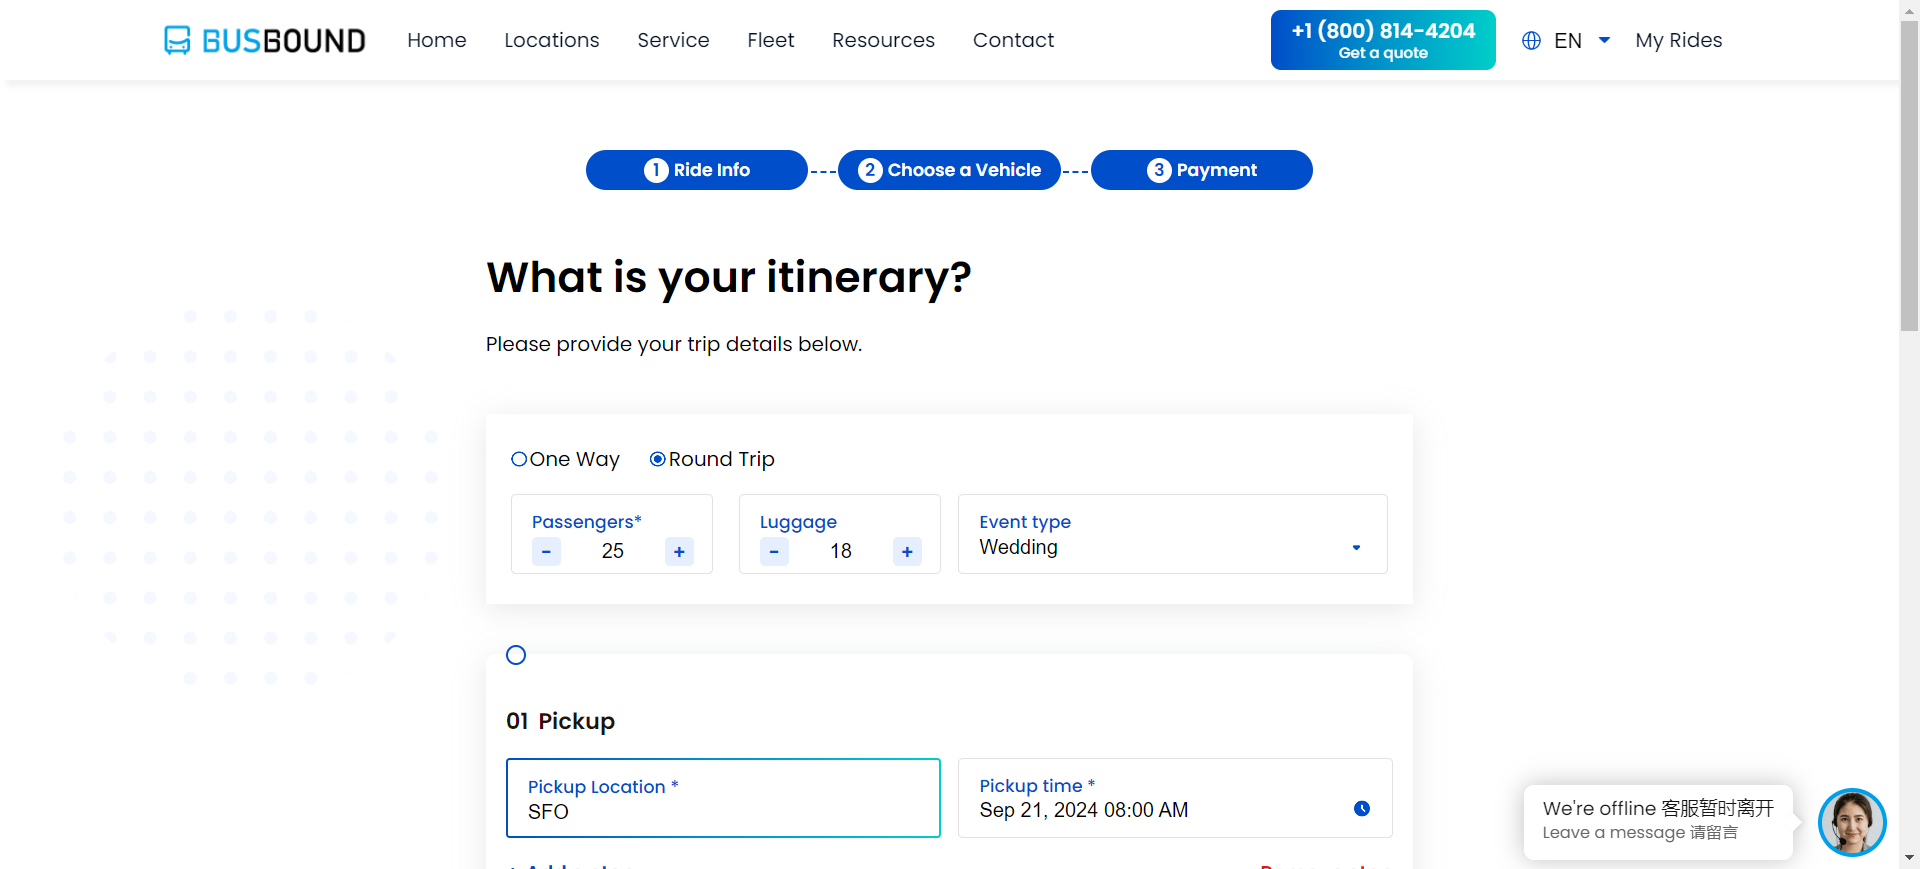 BUSBOUND
Home
Locations
Service
Fleet
Resources
Contact
+1 (800) 814-4204
Get a quote
EN
My Rides
1 Ride Info
2 Choose a Vehicle
3 Payment
What is your itinerary?
Please provide your trip details below.
One Way
Round Trip
Passengers*
- 25 +
Luggage
- 18 +
Event type
Wedding
01 Pickup
Pickup Location *
SFO
Pickup time *
Sep 21, 2024 08:00 AM
We're offline 客服暂时离开
Leave a message 请留言